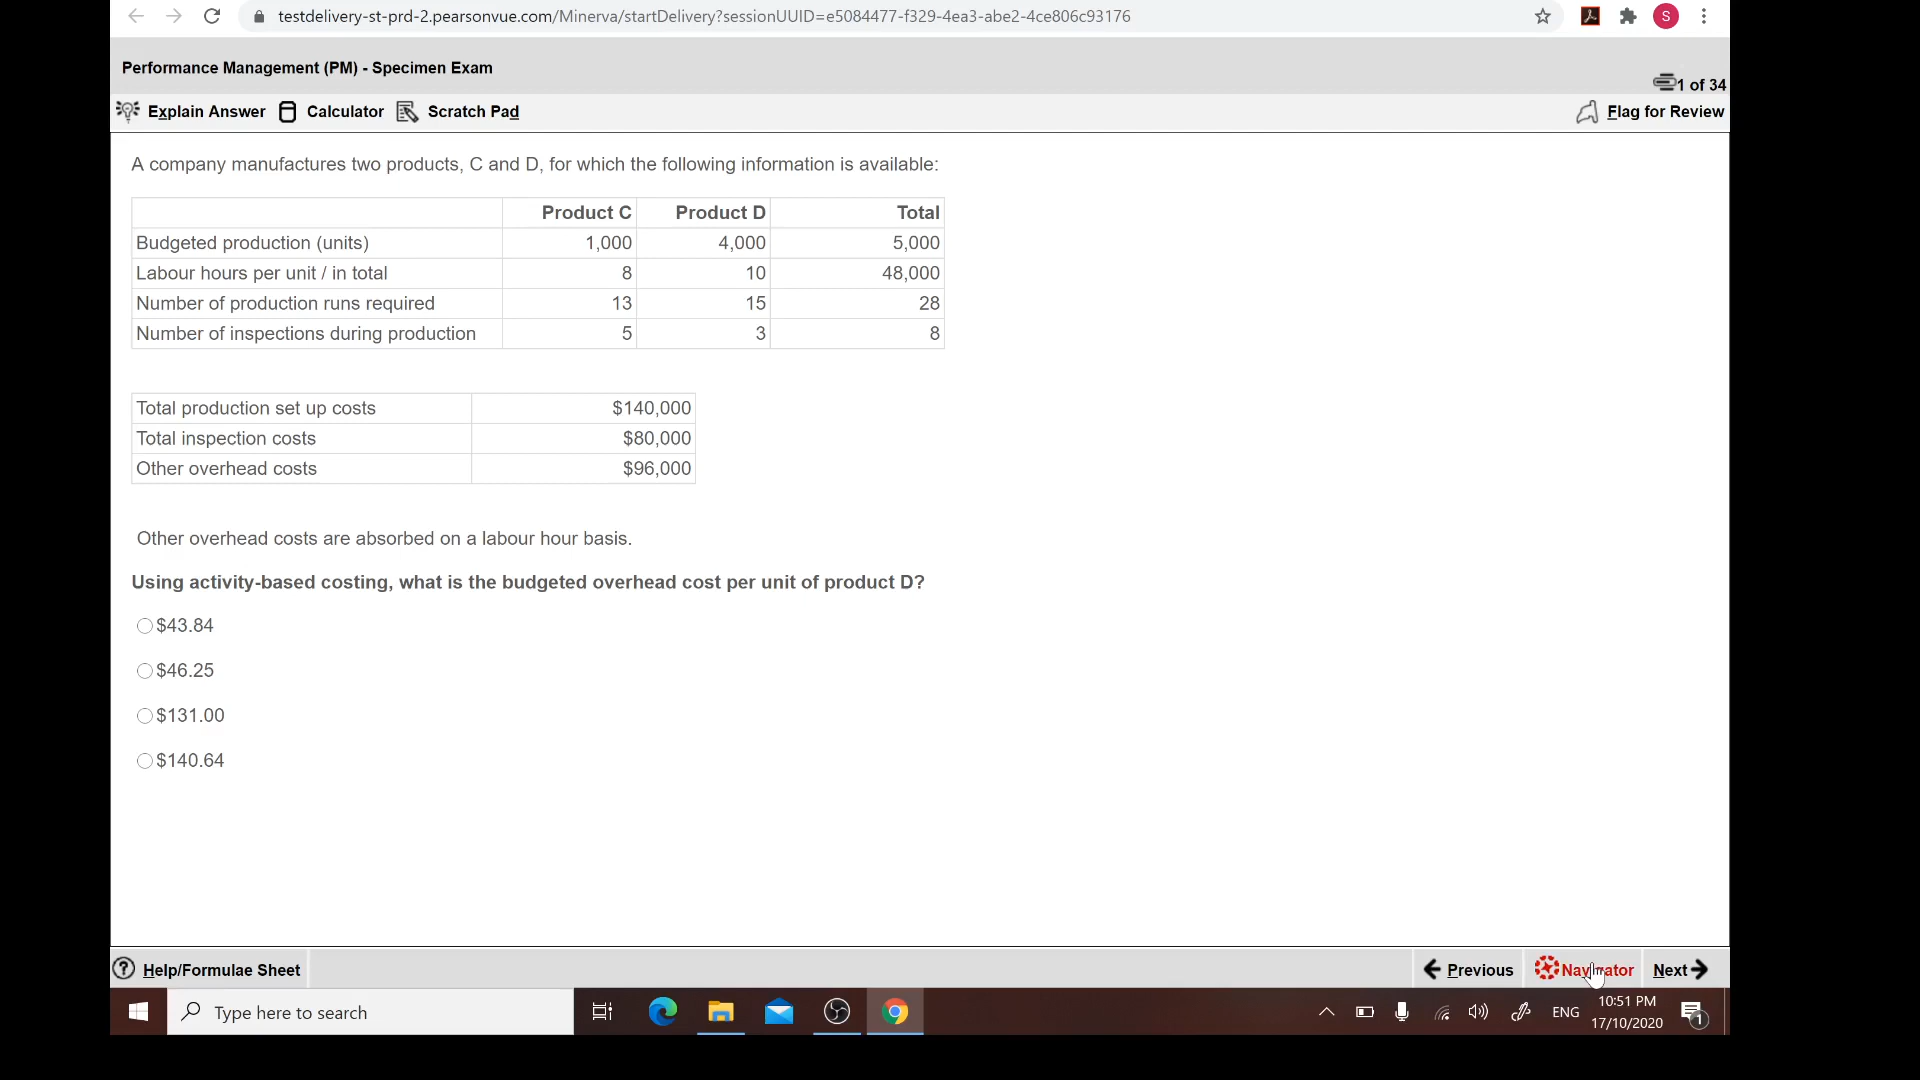 testdelivery-st-prd-2.pearsonvue.com/Minerva/startDelivery?sessionUUID=e5084477-f329-4ea3-abe2-4ce806c93176
S
Performance Management (PM) - Specimen Exam
1 of 34
Explain Answer Calculator Scratch Pad Flag for Review
A company manufactures two products, C and D, for which the following information is available:
Product C Product D Total
Budgeted production (units) 1,000 4,000 5,000
Labour hours per unit / in total 8 10 48,000
Number of production runs required 13 15 28
Number of inspections during production 5 3 8
Total production set up costs $140,000
Total inspection costs $80,000
Other overhead costs $96,000
Other overhead costs are absorbed on a labour hour basis.
Using activity-based costing, what is the budgeted overhead cost per unit of product D?
$43.84
$46.25
$131.00
$140.64
Help/Formulae Sheet Previous Navigator Next
Type here to search ENG 10:51 PM
17/10/2020 1